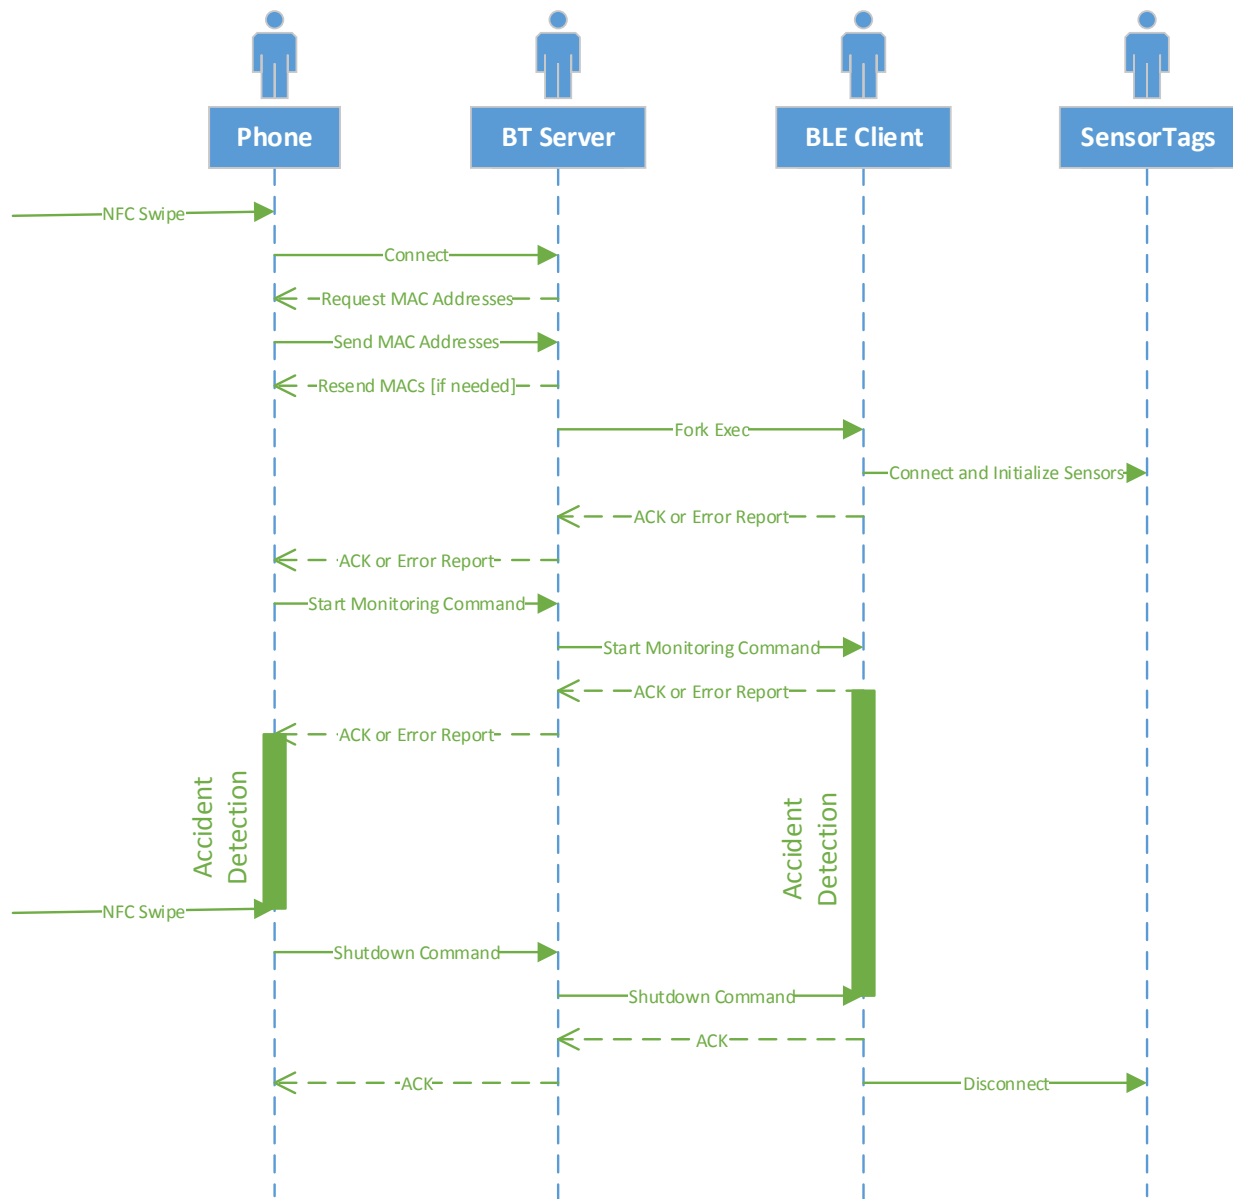 Phone
BT Server
BLE Client
SensorTags
NFC Swipe
Connect
Request MAC Addresses
Send MAC Addresses
Resend MACs [if needed]
Fork Exec
Connect and Initialize Sensors
ACK or Error Report
ACK or Error Report
Start Monitoring Command
Start Monitoring Command
ACK or Error Report
ACK or Error Report
Accident
Detection
Accident
Detection
NFC Swipe
Shutdown Command
Shutdown Command
ACK
ACK
Disconnect